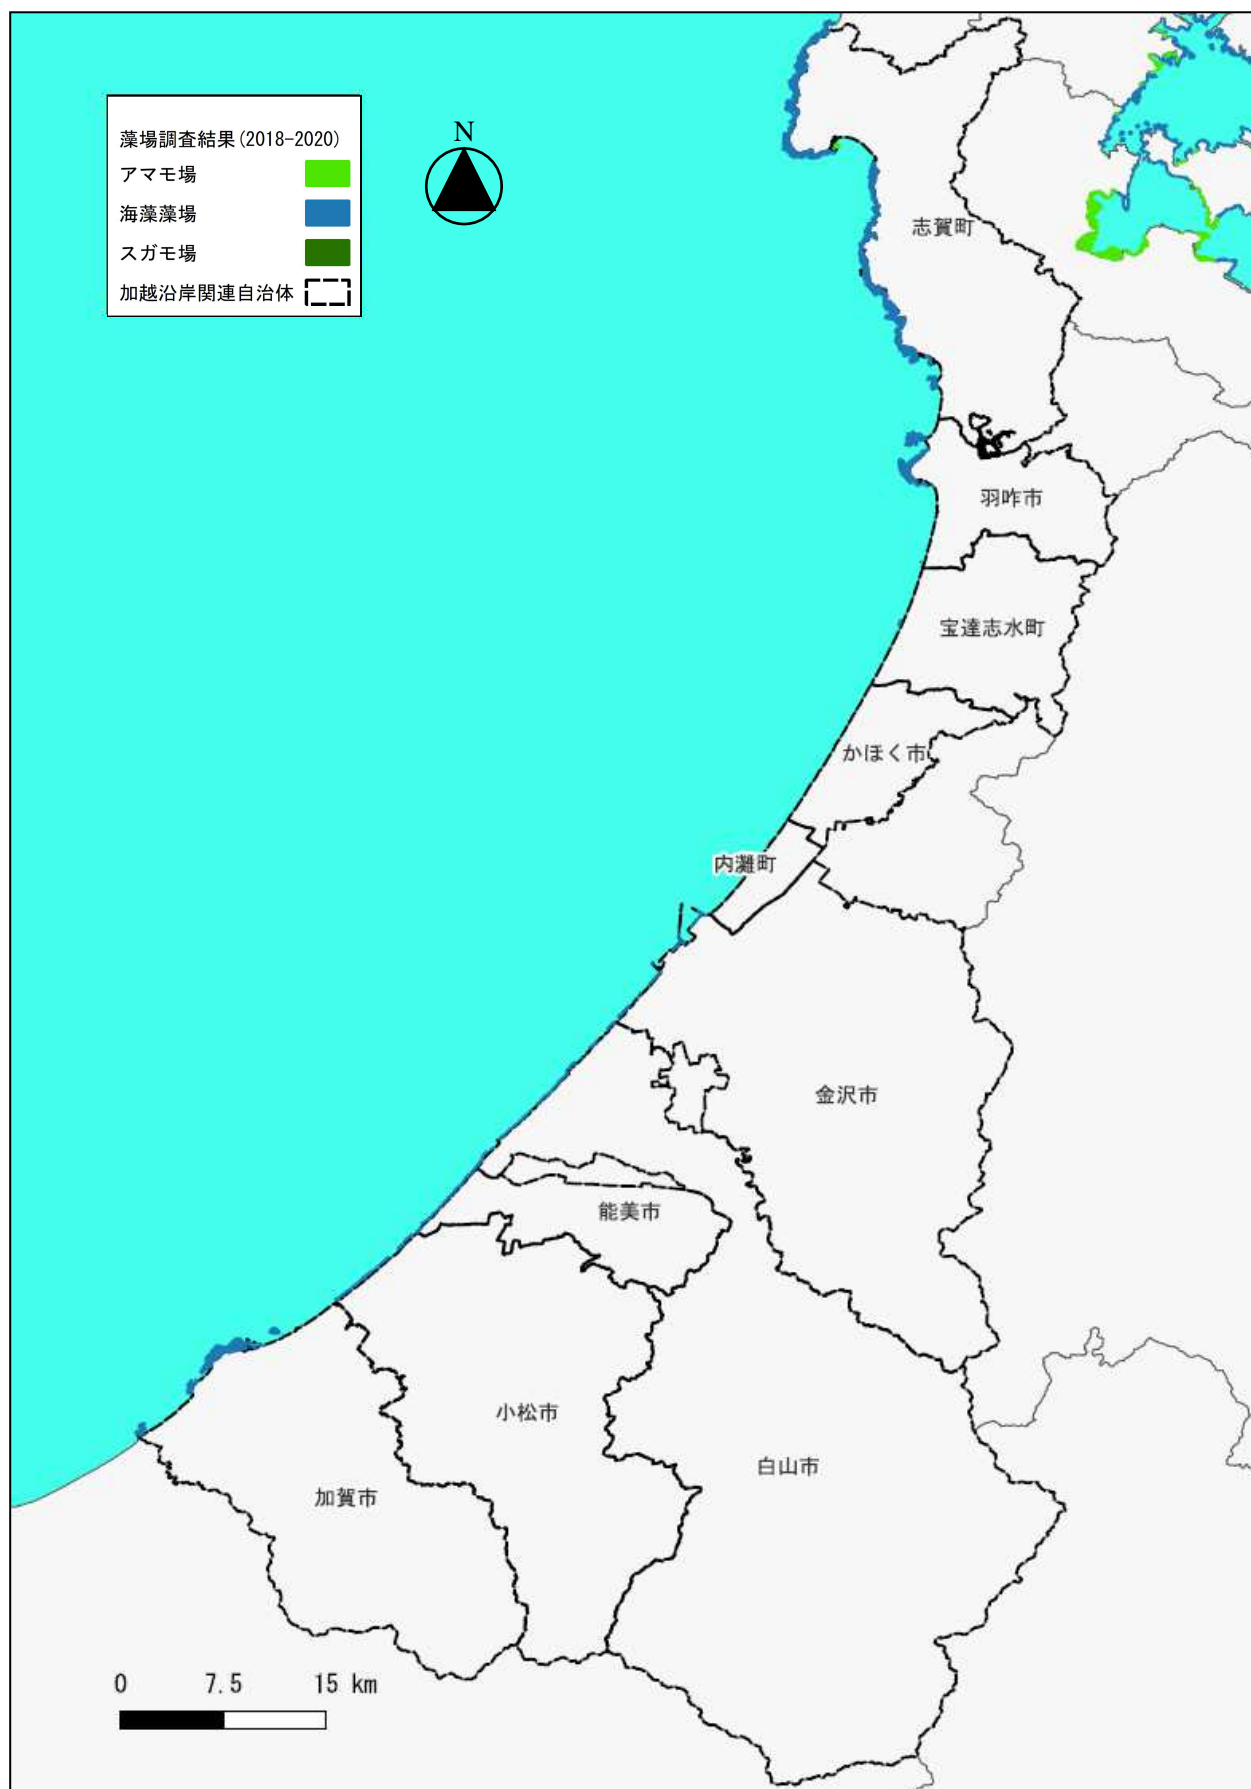 藻場調査結果(2018-2020)
アマモ場
海藻藻場
スガモ場
加越沿岸関連自治体
N
志賀町
羽咋市
宝達志水町
かほく市
内灘町
金沢市
能美市
小松市
白山市
加賀市
0 7.5 15 km